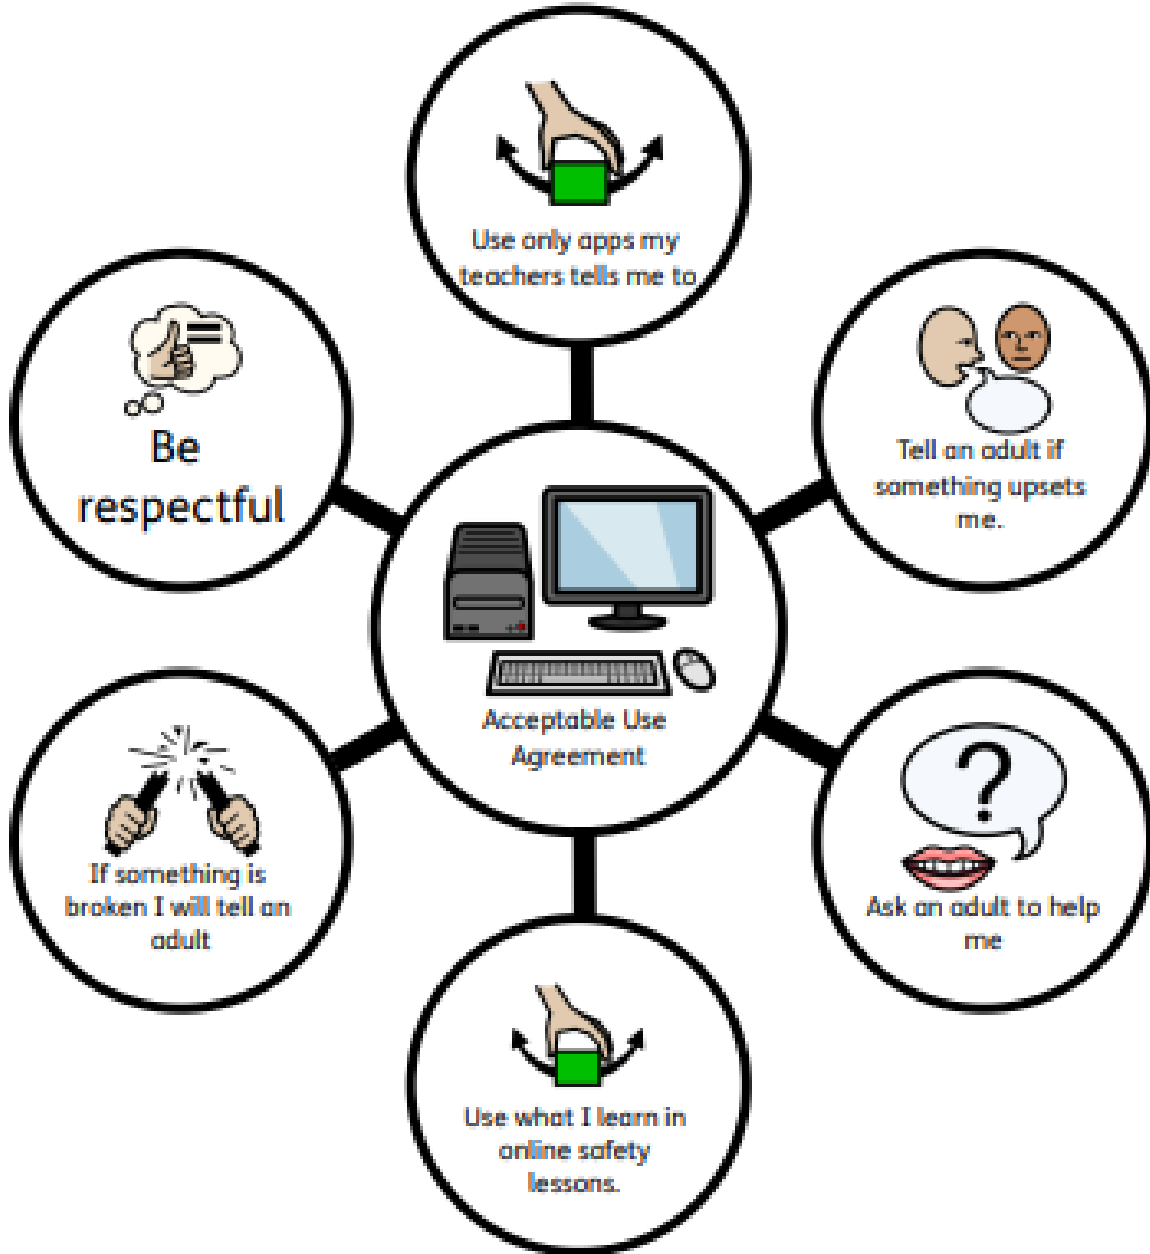 Use only apps my
teachers tells me to
Be
respectful
Tell an adult if
something upsets
me.
Acceptable Use
Agreement
If something is
broken I will tell an
adult
?
Ask an adult to help
me
Use what I learn in
online safety
lessons.